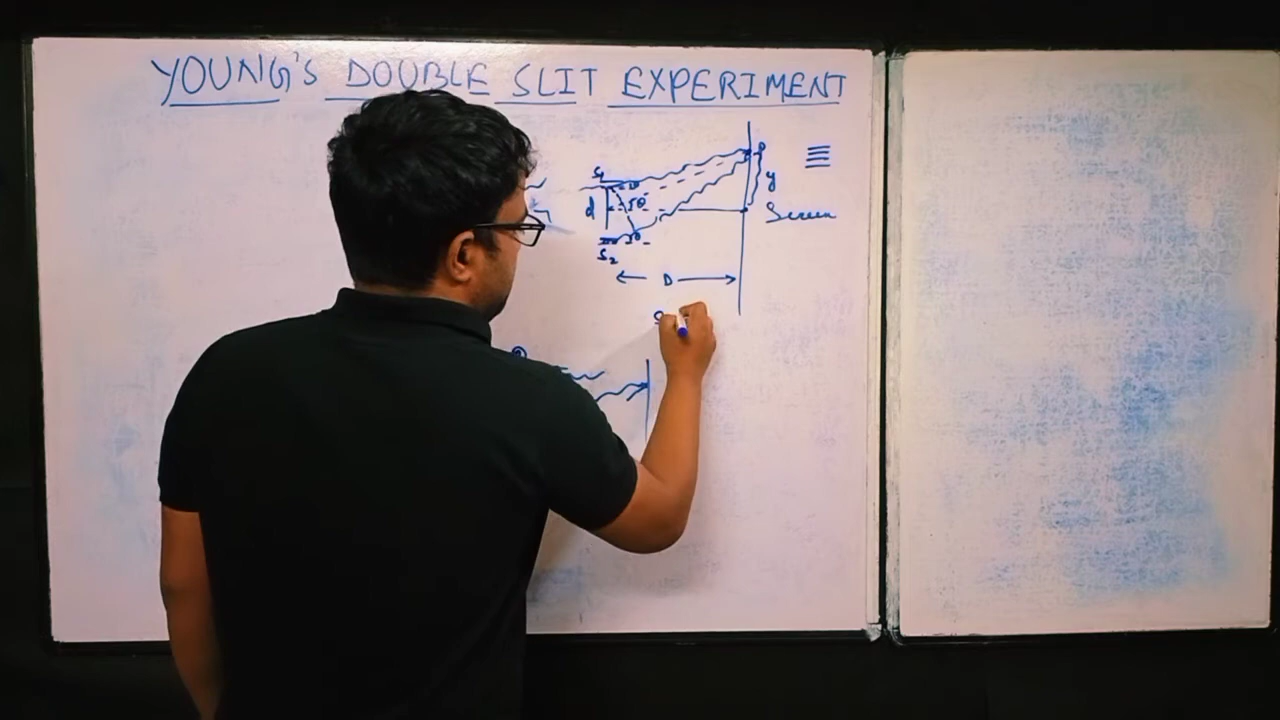 YOUNG'S DOUBLE SLIT EXPERIMENT
S₁ P
d θ y
Screen
S₂ θ
D